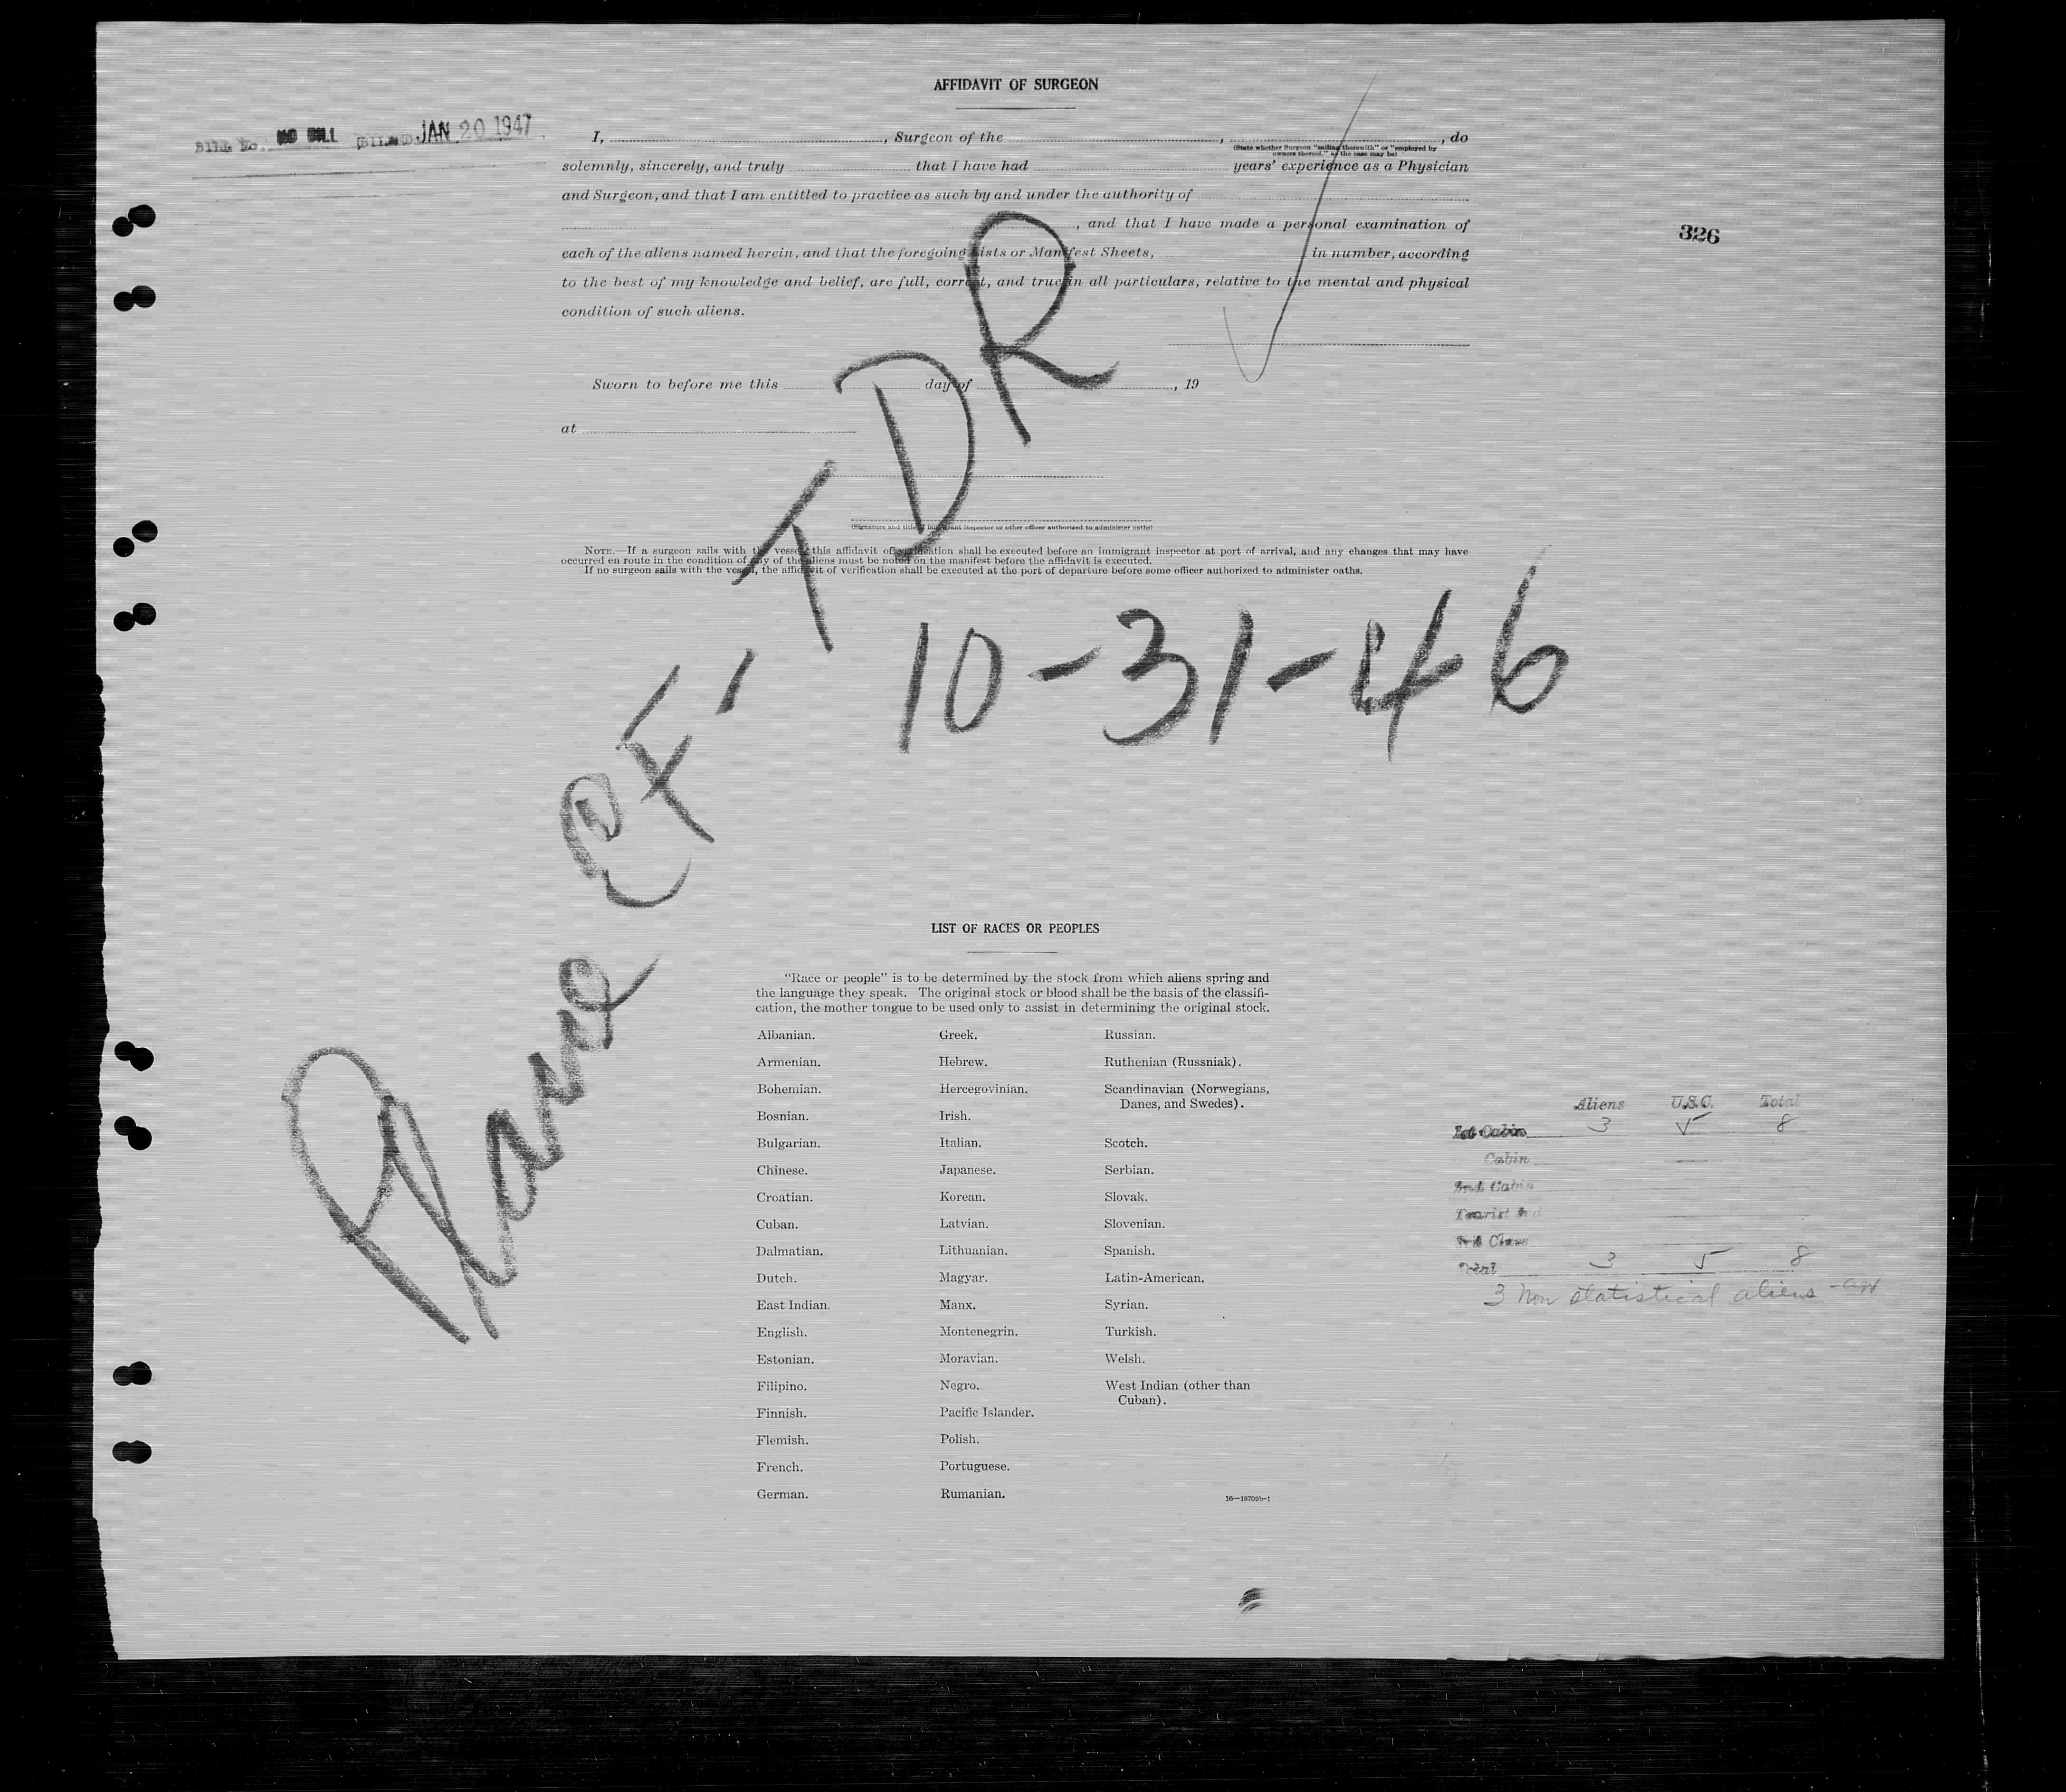 AFFIDAVIT OF SURGEON
BILL No. NO BILL BILLED JAN 20 1947
I, , Surgeon of the , , do
(State whether Surgeon "sailing therewith" or "employed by
owners thereof," as the case may be)
solemnly, sincerely, and truly that I have had years' experience as a Physician
and Surgeon, and that I am entitled to practice as such by and under the authority of
, and that I have made a personal examination of
326
each of the aliens named herein, and that the foregoing Lists or Manifest Sheets, in number, according
to the best of my knowledge and belief, are full, correct, and true in all particulars, relative to the mental and physical
condition of such aliens.
Sworn to before me this day of , 19
at
(Signature and title of immigrant inspector or other officer authorized to administer oaths)
NOTE.—If a surgeon sails with the vessel, this affidavit of verification shall be executed before an immigrant inspector at port of arrival, and any changes that may have
occurred en route in the condition of any of the aliens must be noted on the manifest before the affidavit is executed.
If no surgeon sails with the vessel, the affidavit of verification shall be executed at the port of departure before some officer authorized to administer oaths.
Plane CF-TDR
10-31-46
LIST OF RACES OR PEOPLES
"Race or people" is to be determined by the stock from which aliens spring and
the language they speak. The original stock or blood shall be the basis of the classifi-
cation, the mother tongue to be used only to assist in determining the original stock.
Albanian. Greek. Russian.
Armenian. Hebrew. Ruthenian (Russniak).
Bohemian. Hercegovinian. Scandinavian (Norwegians,
Danes, and Swedes).
Bosnian. Irish.
Bulgarian. Italian. Scotch.
Chinese. Japanese. Serbian.
Croatian. Korean. Slovak.
Cuban. Latvian. Slovenian.
Dalmatian. Lithuanian. Spanish.
Dutch. Magyar. Latin-American.
East Indian. Manx. Syrian.
English. Montenegrin. Turkish.
Estonian. Moravian. Welsh.
Filipino. Negro. West Indian (other than
Cuban).
Finnish. Pacific Islander.
Flemish. Polish.
French. Portuguese.
German. Rumanian.
16—18709b-1
Aliens U.S.C. Total
1st Cabin 3 5 8
Cabin
2nd Cabin
Tourist 3rd
3rd Class
Total 3 5 8
3 Non statistical aliens